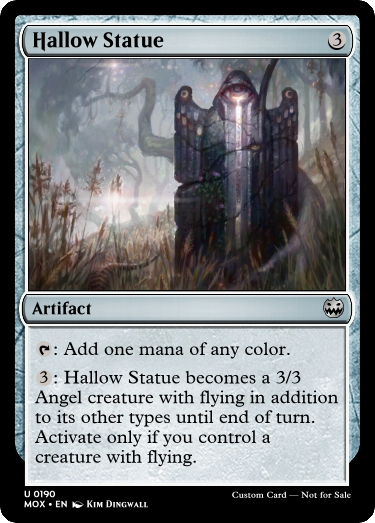 Hallow Statue 3
Artifact
T: Add one mana of any color.
3: Hallow Statue becomes a 3/3
Angel creature with flying in addition
to its other types until end of turn.
Activate only if you control a
creature with flying.
U 0190
MOX • EN Kim Dingwall
Custom Card — Not for Sale